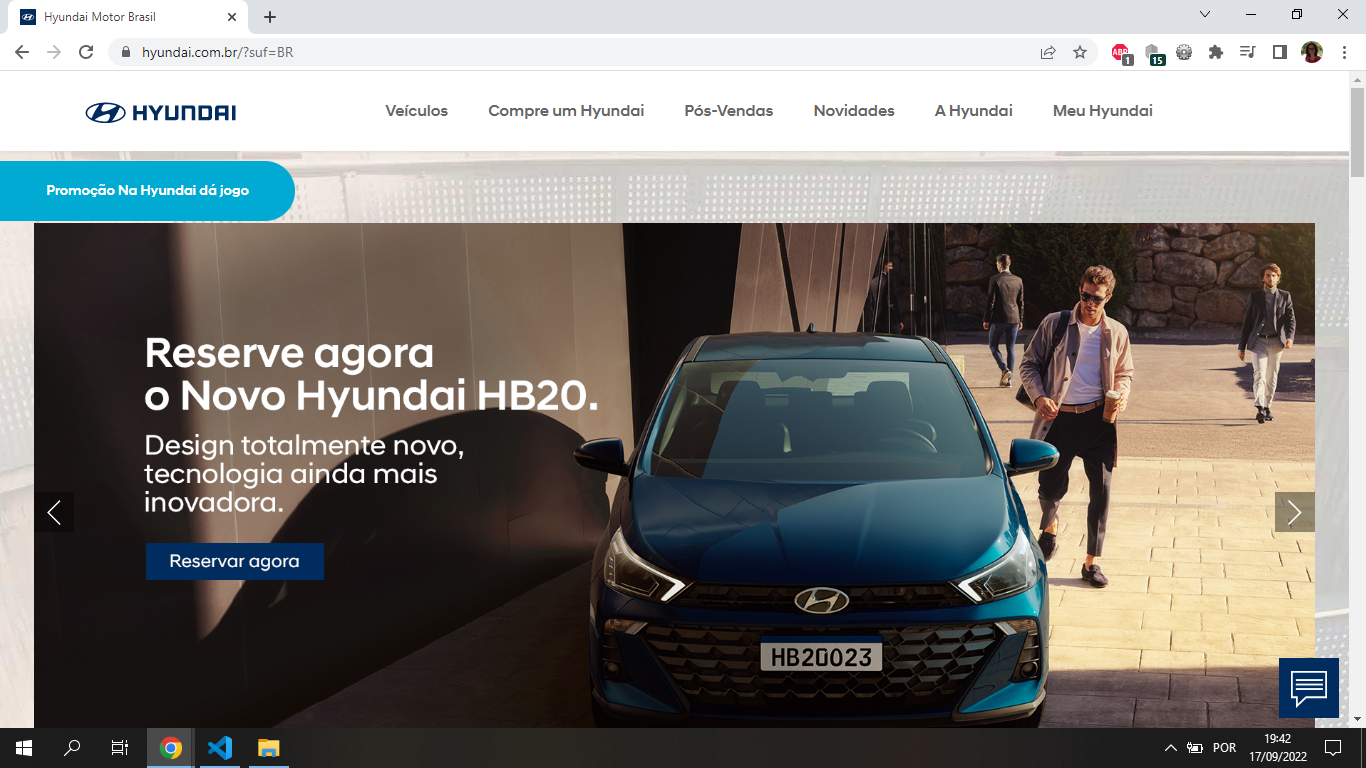 Hyundai Motor Brasil
hyundai.com.br/?suf=BR
ABP
1
15
HYUNDAI
Veículos
Compre um Hyundai
Pós-Vendas
Novidades
A Hyundai
Meu Hyundai
Promoção Na Hyundai dá jogo
Reserve agora
o Novo Hyundai HB20.
Design totalmente novo,
tecnologia ainda mais
inovadora.
Reservar agora
HB20023
POR
19:42
17/09/2022